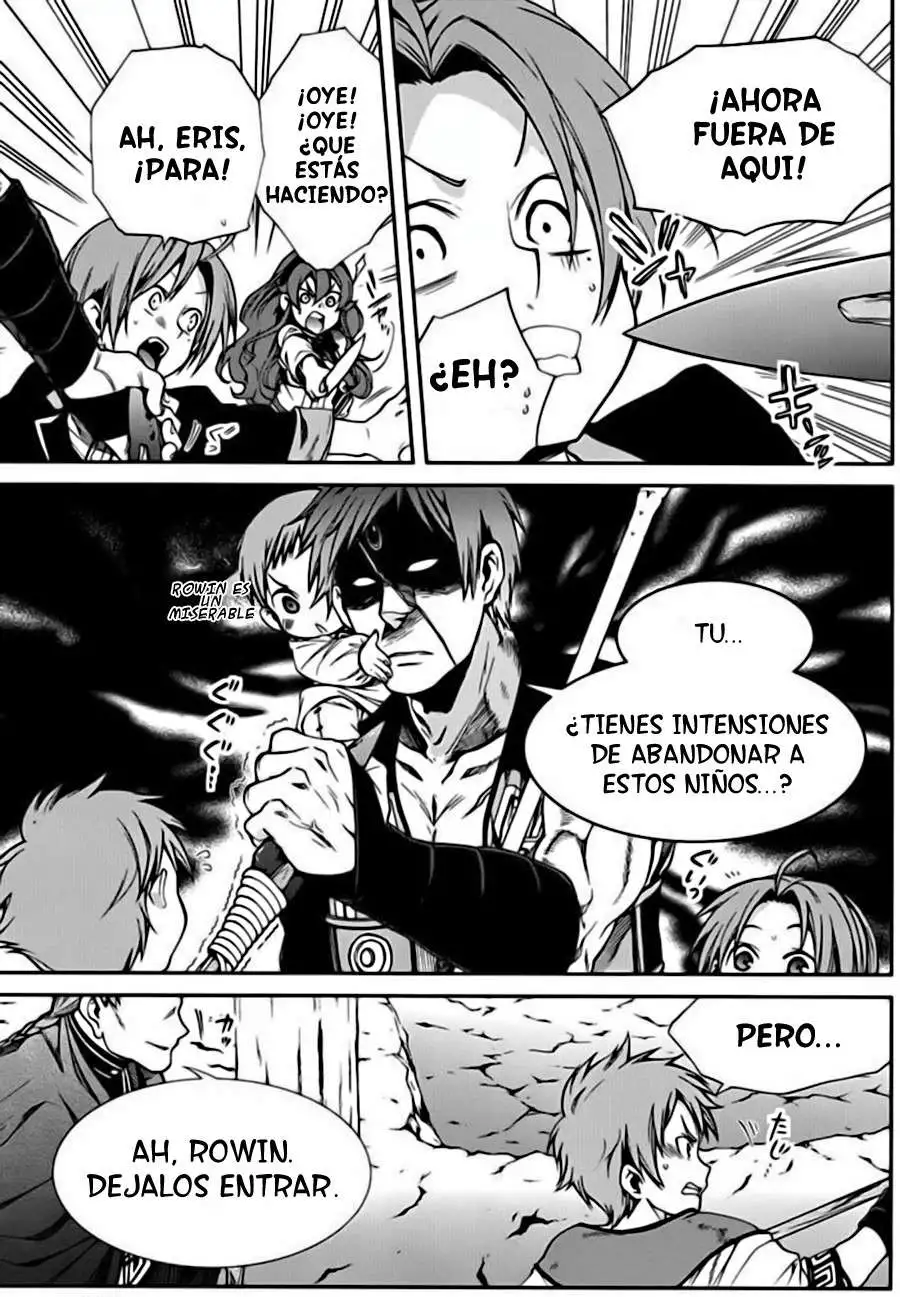 ¡AHORA
FUERA DE
AQUI!
¿EH?
¡OYE!
¡OYE!
¿QUE
ESTÁS
HACIENDO?
AH, ERIS,
¡PARA!
TU...
¿TIENES INTENSIONES
DE ABANDONAR A
ESTOS NIÑOS...?
ROWIN ES
UN
MISERABLE
PERO...
AH, ROWIN.
DEJALOS ENTRAR.